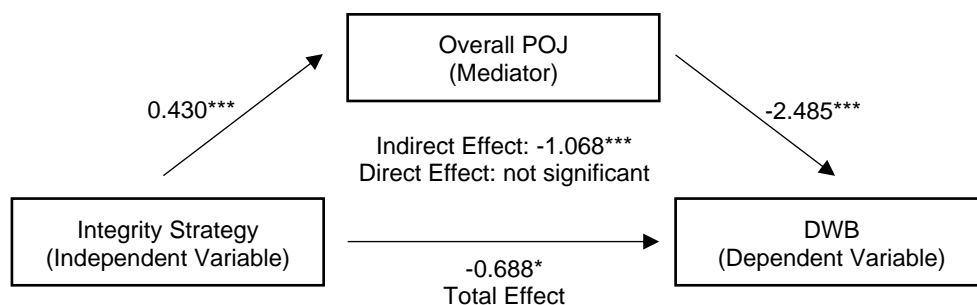 Overall POJ
(Mediator)
0.430***
-2.485***
Indirect Effect: -1.068***
Direct Effect: not significant
Integrity Strategy
(Independent Variable)
DWB
(Dependent Variable)
-0.688*
Total Effect